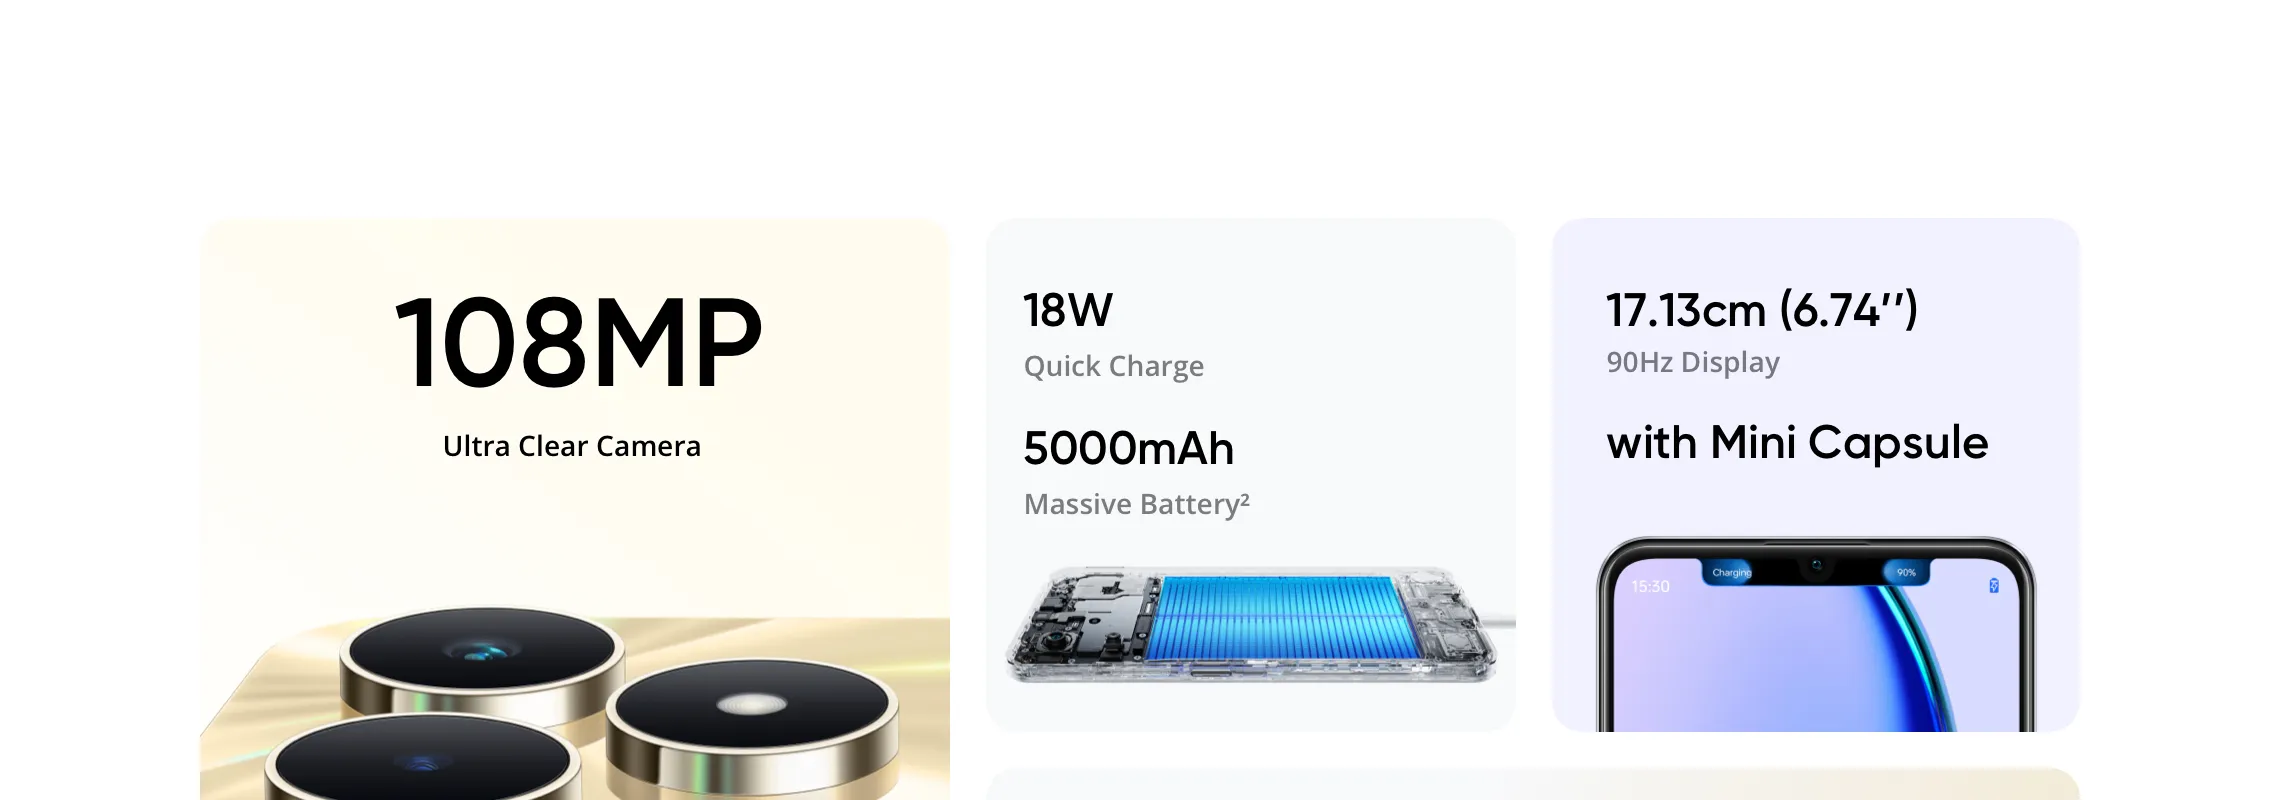 108MP
Ultra Clear Camera
18W
Quick Charge
5000mAh
Massive Battery²
17.13cm (6.74’’)
90Hz Display
with Mini Capsule
Charging
90%
15:30